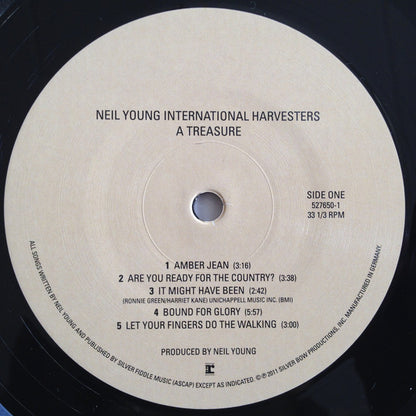 NEIL YOUNG INTERNATIONAL HARVESTERS
A TREASURE
SIDE ONE
527650-1
33 1/3 RPM
1 AMBER JEAN (3:16)
2 ARE YOU READY FOR THE COUNTRY? (3:38)
3 IT MIGHT HAVE BEEN (2:42)
(RONNIE GREEN/HARRIET KANE) UNICHAPPELL MUSIC INC. (BMI)
4 BOUND FOR GLORY (5:57)
5 LET YOUR FINGERS DO THE WALKING (3:00)
PRODUCED BY NEIL YOUNG
ALL SONGS WRITTEN BY NEIL YOUNG AND PUBLISHED BY SILVER FIDDLE MUSIC (ASCAP) EXCEPT AS INDICATED. ©℗2011 SILVER BOW PRODUCTIONS, INC. MANUFACTURED IN GERMANY.